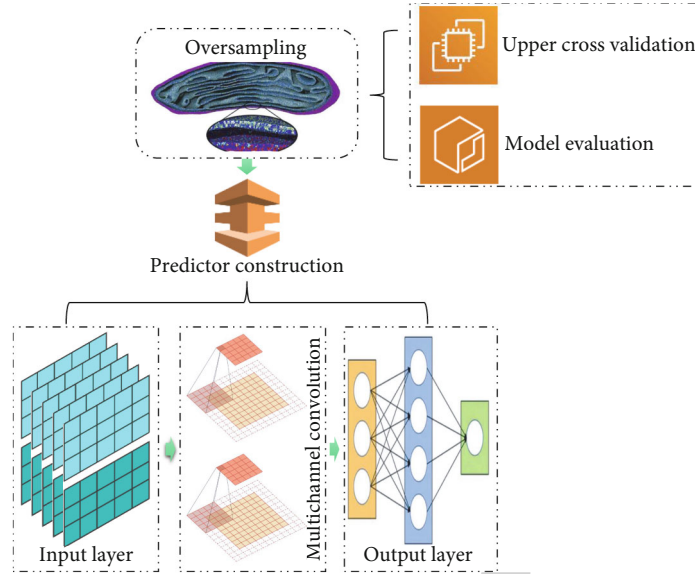 Oversampling
Upper cross validation
Model evaluation
Predictor construction
Input layer
Multichannel convolution
Output layer